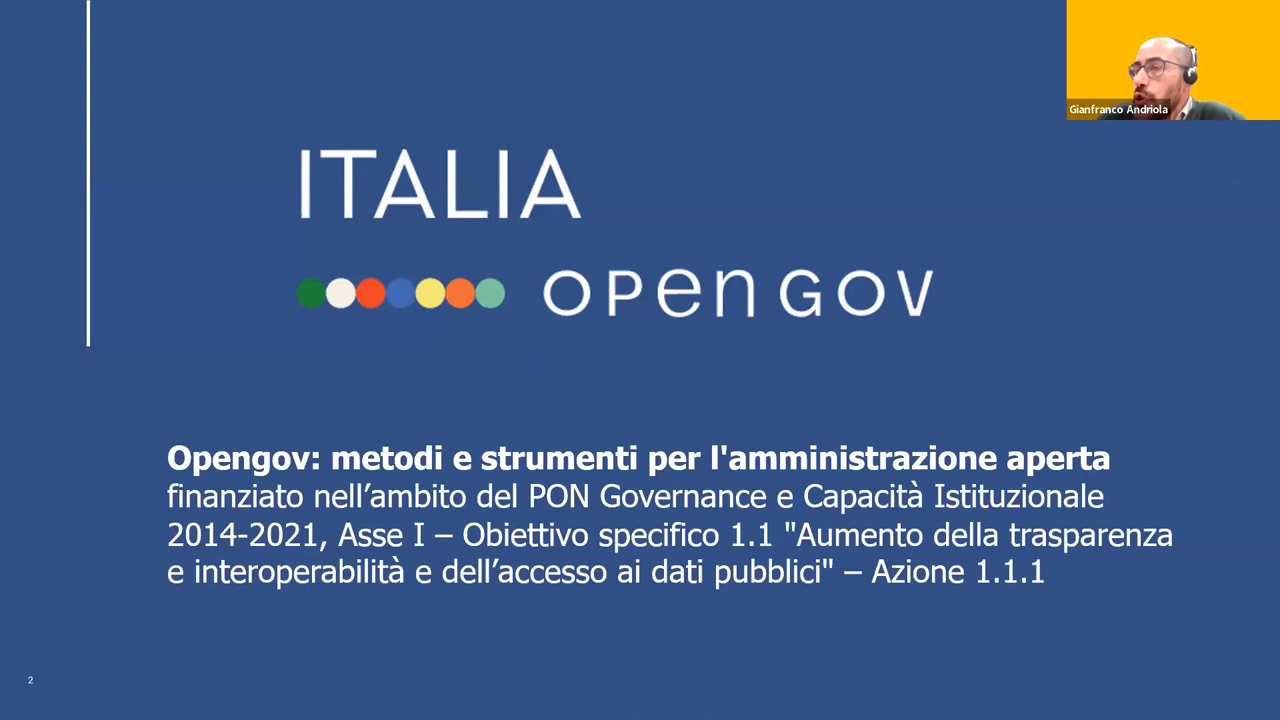 Gianfranco Andriola
ITALIA
open gov
Opengov: metodi e strumenti per l'amministrazione aperta
finanziato nell’ambito del PON Governance e Capacità Istituzionale
2014-2021, Asse I – Obiettivo specifico 1.1 "Aumento della trasparenza
e interoperabilità e dell’accesso ai dati pubblici" – Azione 1.1.1
2